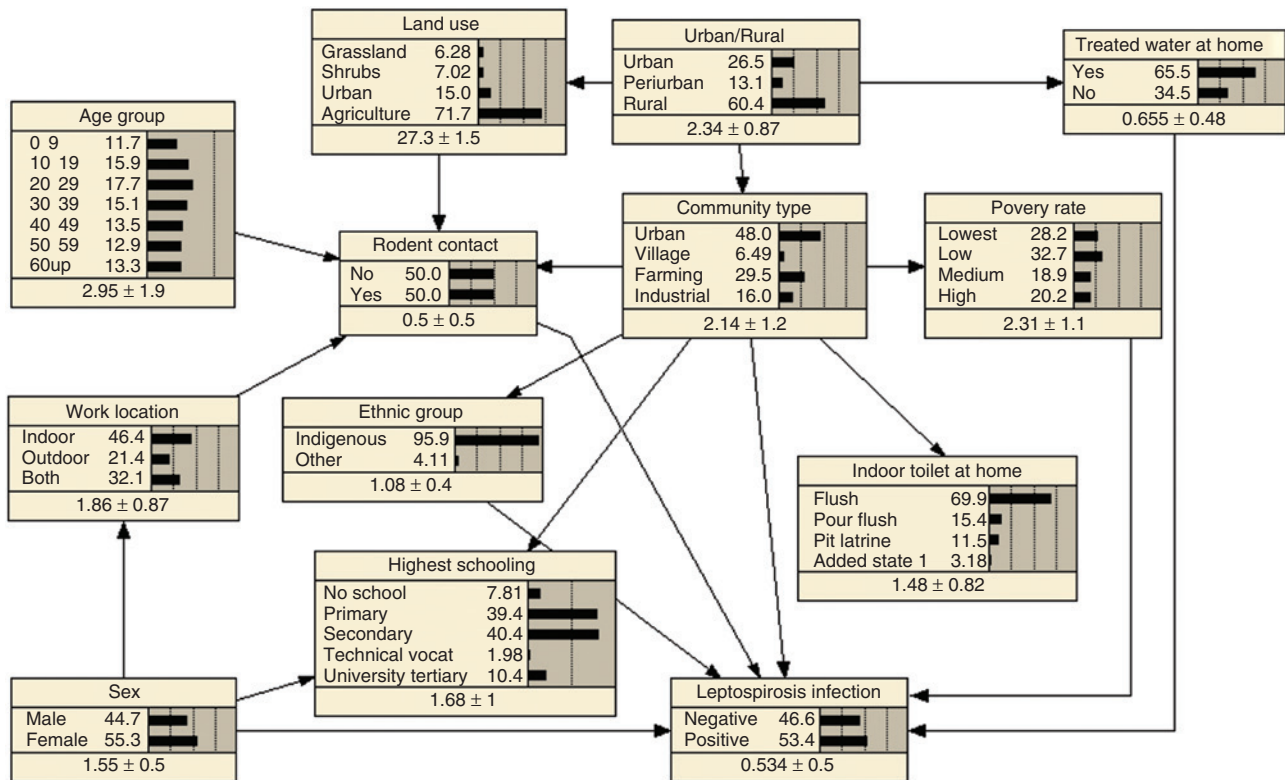 Land use
Grassland 6.28
Shrubs 7.02
Urban 15.0
Agriculture 71.7
27.3 ± 1.5
Urban/Rural
Urban 26.5
Periurban 13.1
Rural 60.4
2.34 ± 0.87
Treated water at home
Yes 65.5
No 34.5
0.655 ± 0.48
Age group
0 9 11.7
10 19 15.9
20 29 17.7
30 39 15.1
40 49 13.5
50 59 12.9
60up 13.3
2.95 ± 1.9
Rodent contact
No 50.0
Yes 50.0
0.5 ± 0.5
Community type
Urban 48.0
Village 6.49
Farming 29.5
Industrial 16.0
2.14 ± 1.2
Povery rate
Lowest 28.2
Low 32.7
Medium 18.9
High 20.2
2.31 ± 1.1
Work location
Indoor 46.4
Outdoor 21.4
Both 32.1
1.86 ± 0.87
Ethnic group
Indigenous 95.9
Other 4.11
1.08 ± 0.4
Indoor toilet at home
Flush 69.9
Pour flush 15.4
Pit latrine 11.5
Added state 1 3.18
1.48 ± 0.82
Highest schooling
No school 7.81
Primary 39.4
Secondary 40.4
Technical vocat 1.98
University tertiary 10.4
1.68 ± 1
Sex
Male 44.7
Female 55.3
1.55 ± 0.5
Leptospirosis infection
Negative 46.6
Positive 53.4
0.534 ± 0.5